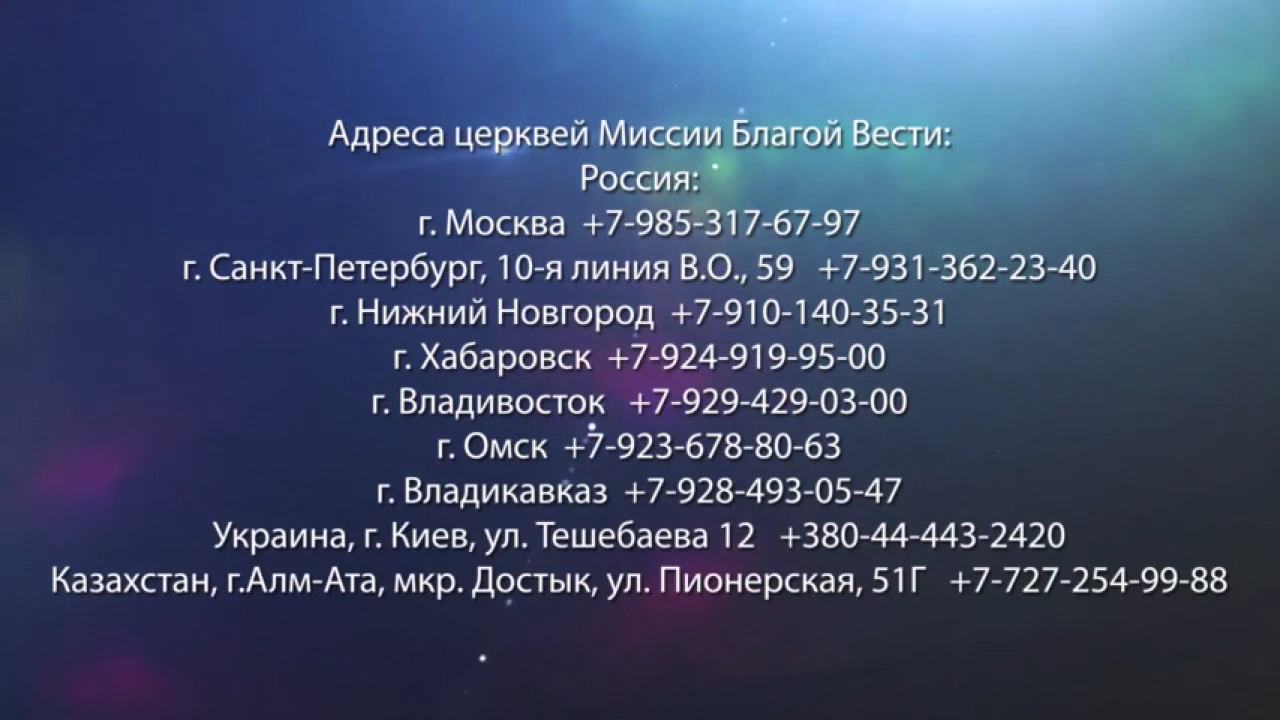 Адреса церквей Миссии Благой Вести:
Россия:
г. Москва +7-985-317-67-97
г. Санкт-Петербург, 10-я линия В.О., 59 +7-931-362-23-40
г. Нижний Новгород +7-910-140-35-31
г. Хабаровск +7-924-919-95-00
г. Владивосток +7-929-429-03-00
г. Омск +7-923-678-80-63
г. Владикавказ +7-928-493-05-47
Украина, г. Киев, ул. Тешебаева 12 +380-44-443-2420
Казахстан, г.Алм-Ата, мкр. Достык, ул. Пионерская, 51Г +7-727-254-99-88